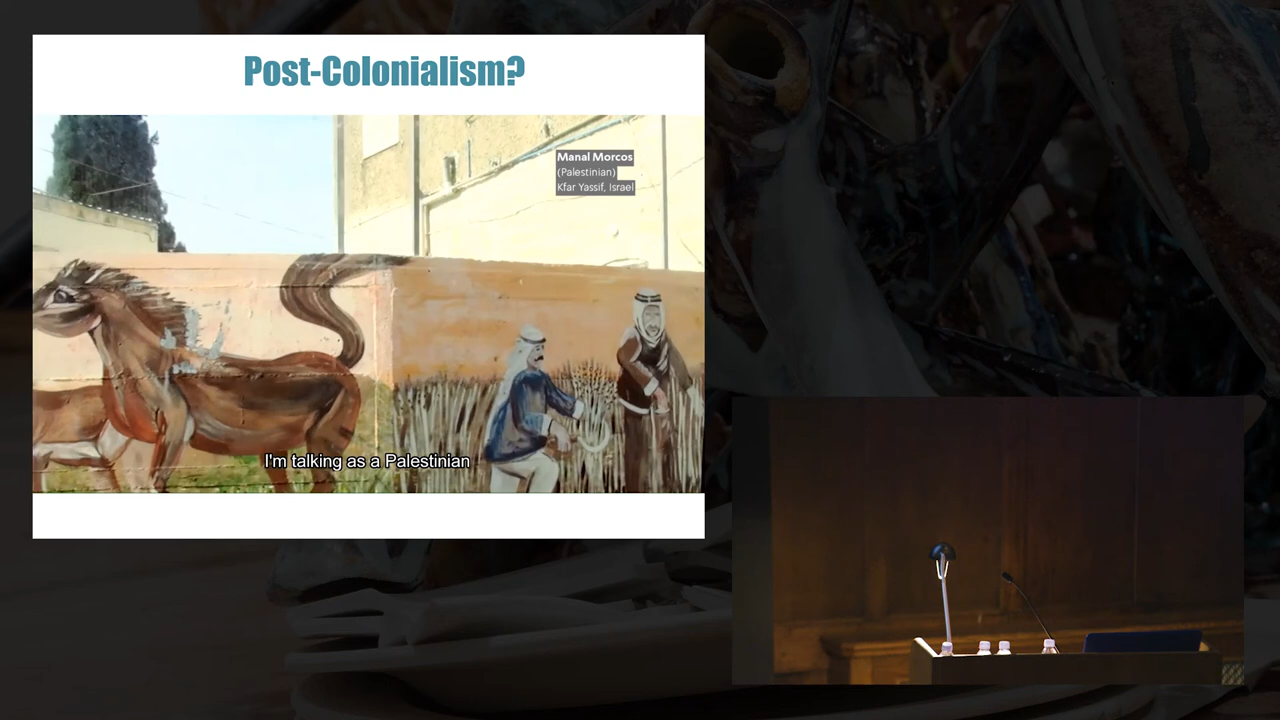 Post-Colonialism?
Manal Morcos
(Palestinian)
Kfar Yassif, Israel
I'm talking as a Palestinian